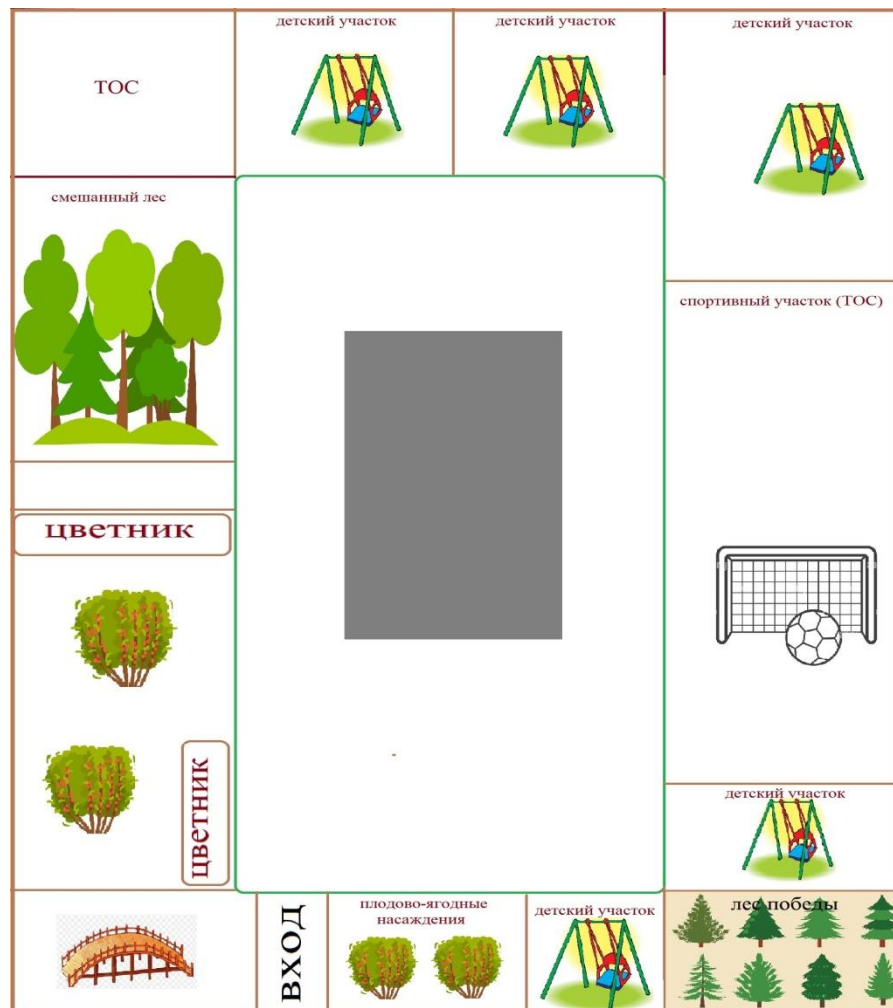 детский участок
детский участок
детский участок
ТОС
смешанный лес
спортивный участок (ТОС)
цветник
цветник
детский участок
вход
плодово-ягодные
насаждения
детский участок
лес победы